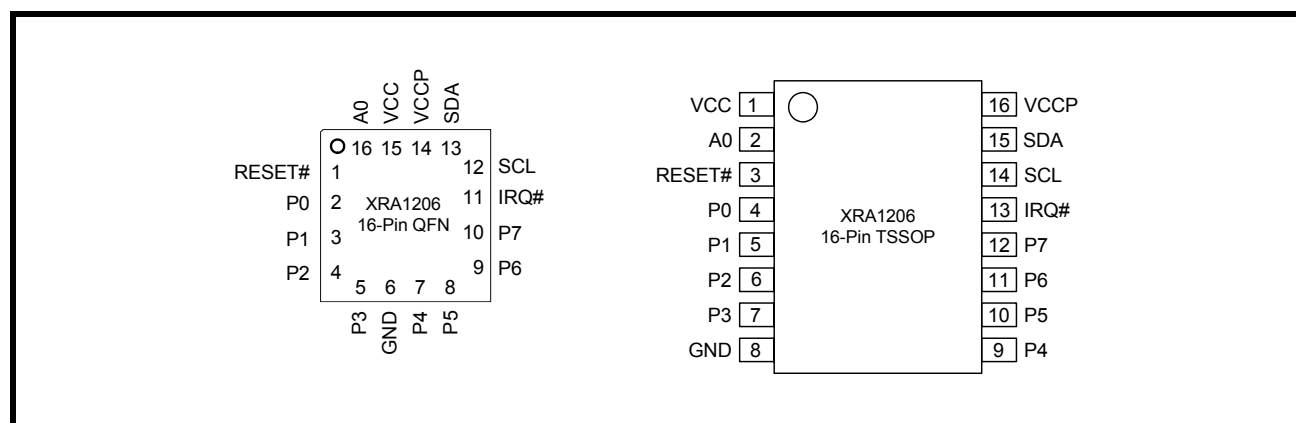 A0
VCC
VCCP
SDA
16 15 14 13
RESET# 1
P0 2
P1 3
P2 4
XRA1206
16-Pin QFN
12 SCL
11 IRQ#
10 P7
9 P6
5 6 7 8
P3
GND
P4
P5
VCC 1
A0 2
RESET# 3
P0 4
P1 5
P2 6
P3 7
GND 8
XRA1206
16-Pin TSSOP
16 VCCP
15 SDA
14 SCL
13 IRQ#
12 P7
11 P6
10 P5
9 P4